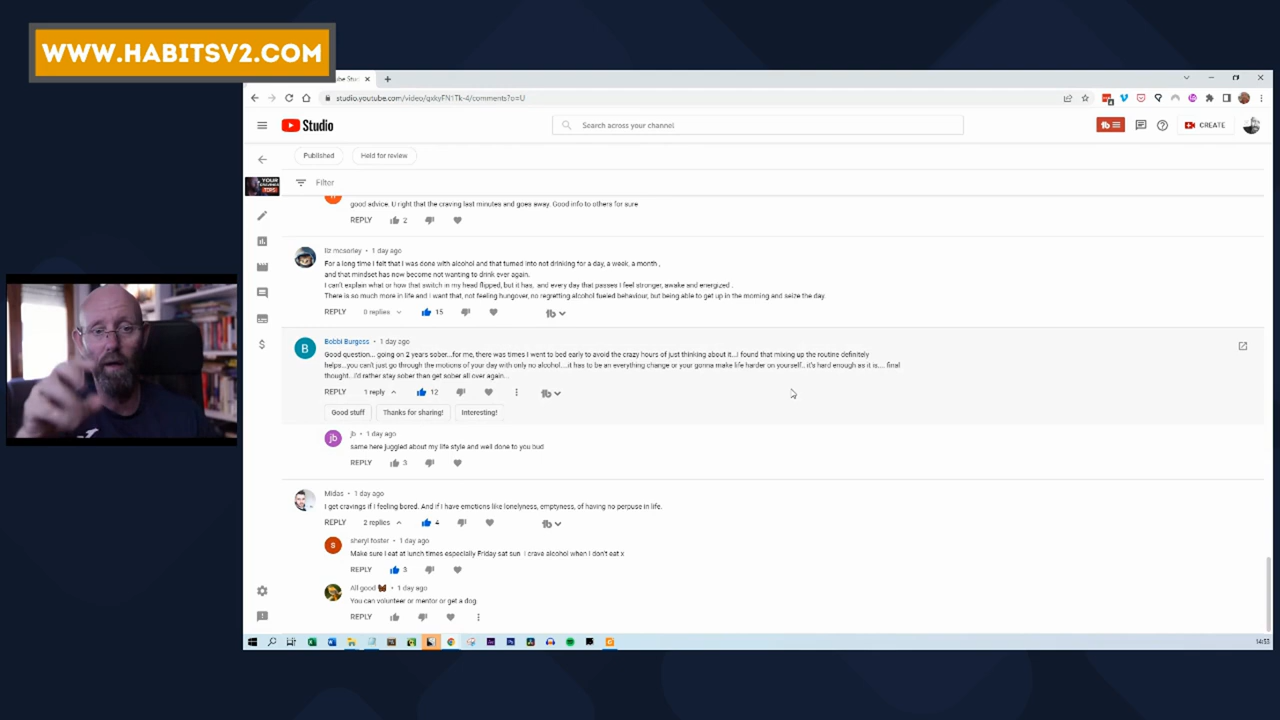 WWW.HABITSV2.COM
studio.youtube.com/video/qxkyFN1Tk-4/comments?o=U
Studio
Search across your channel
CREATE
Published
Held for review
Filter
good advice. U right that the craving last minutes and goes away. Good info to others for sure
REPLY 2
liz mcsorley • 1 day ago
For a long time I felt that I was done with alcohol and that turned into not drinking for a day, a week, a month ,
and that mindset has now become not wanting to drink ever again.
I can't explain what or how that switch in my head flipped, but it has, and every day that passes I feel stronger, awake and energized .
There is so much more in life and I want that, not feeling hungover, no regretting alcohol fueled behaviour, but being able to get up in the morning and seize the day.
REPLY 0 replies 15
B
Bobbi Burgess • 1 day ago
Good question... going on 2 years sober...for me, there was times I went to bed early to avoid the crazy hours of just thinking about it...I found that mixing up the routine definitely
helps...you can't just go through the motions of your day with only no alcohol....it has to be an everything change or your gonna make life harder on yourself.. it's hard enough as it is.... final
thought...I'd rather stay sober than get sober all over again...
REPLY 1 reply 12
Good stuff
Thanks for sharing!
Interesting!
jb
jb • 1 day ago
same here juggled about my life style and well done to you bud
REPLY 3
Midas • 1 day ago
I get cravings if I feeling bored. And if I have emotions like lonelyness, emptyness, of having no perpuse in life.
REPLY 2 replies 4
s
sheryl foster • 1 day ago
Make sure I eat at lunch times especially Friday sat sun I crave alcohol when I don't eat x
REPLY 3
All good • 1 day ago
You can volunteer or mentor or get a dog
REPLY
14:55